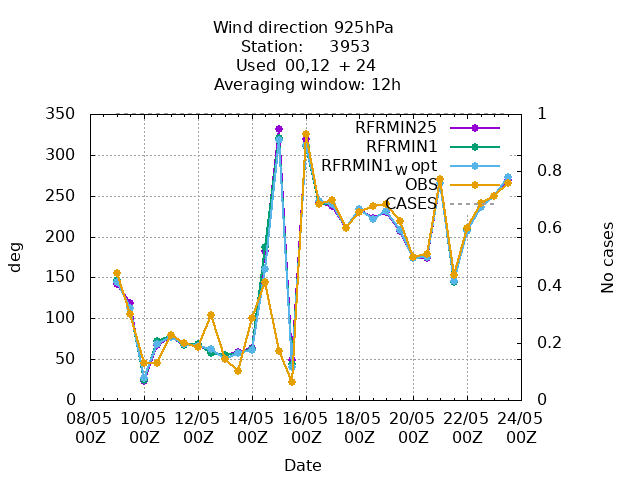 Wind direction 925hPa
Station: 3953
Used 00,12 + 24
Averaging window: 12h
350 1
RFRMIN25
RFRMIN1
300
RFRMIN1w opt 0.8
OBS
250
CASES
200 0.6
deg No cases
150 0.4
100
0.2
50
0 0
08/05 10/05 12/05 14/05 16/05 18/05 20/05 22/05 24/05
00Z 00Z 00Z 00Z 00Z 00Z 00Z 00Z 00Z
Date